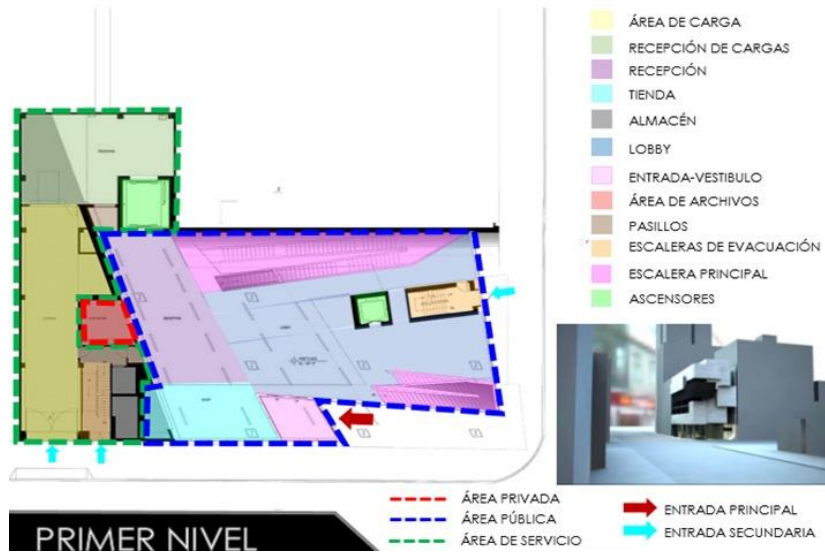 ÁREA DE CARGA
RECEPCIÓN DE CARGAS
RECEPCIÓN
TIENDA
ALMACÉN
LOBBY
ENTRADA-VESTIBULO
ÁREA DE ARCHIVOS
PASILLOS
ESCALERAS DE EVACUACIÓN
ESCALERA PRINCIPAL
ASCENSORES
ÁREA PRIVADA
ÁREA PÚBLICA
ÁREA DE SERVICIO
ENTRADA PRINCIPAL
ENTRADA SECUNDARIA
PRIMER NIVEL